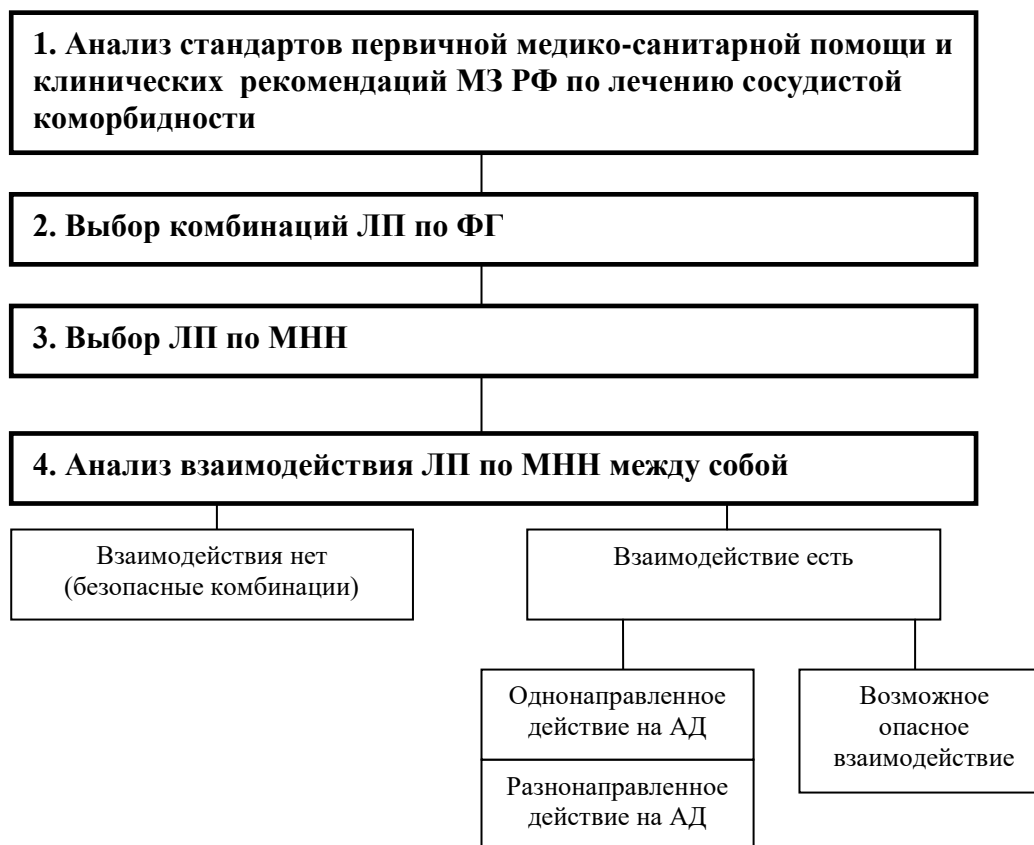 1. Анализ стандартов первичной медико-санитарной помощи и
клинических рекомендаций МЗ РФ по лечению сосудистой
коморбидности
2. Выбор комбинаций ЛП по ФГ
3. Выбор ЛП по МНН
4. Анализ взаимодействия ЛП по МНН между собой
Взаимодействия нет
(безопасные комбинации)
Взаимодействие есть
Однонаправленное
действие на АД
Разнонаправленное
действие на АД
Возможное
опасное
взаимодействие